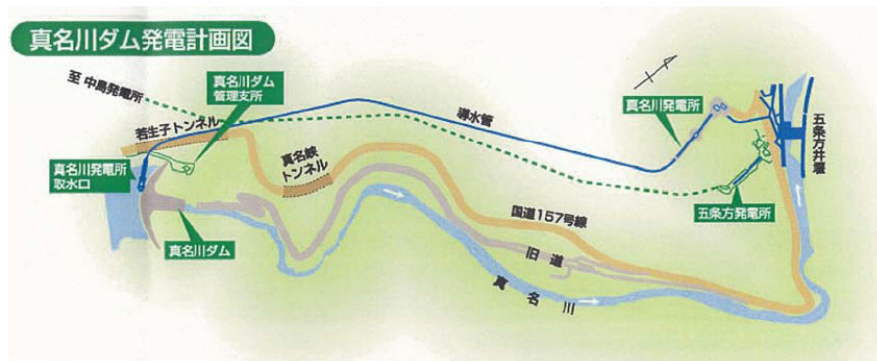 真名川ダム発電計画図
至 中島発電所
真名川ダム
管理支所
若生子トンネル
導水管
真名川発電所
真名川発電所
取水口
真名峡
トンネル
五条方井堰
国道157号線
五条方発電所
真名川ダム
旧道
真名川